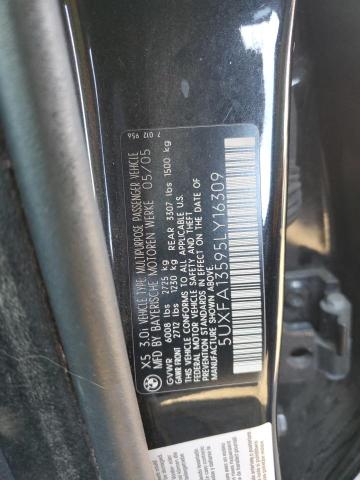 7 012 956
X5 3.0i VEHICLE TYPE: MULTIPURPOSE PASSENGER VEHICLE
MFD BY BAYERISCHE MOTOREN WERKE 05/05
GVWR 6008 lbs 2725 kg
GAWR FRONT 2712 lbs 1230 kg REAR 3307 lbs 1500 kg
THIS VEHICLE CONFORMS TO ALL APPLICABLE
FEDERAL MOTOR VEHICLE SAFETY AND THEFT
PREVENTION STANDARDS IN EFFECT ON THE
DATE OF MANUFACTURE SHOWN ABOVE.
5UXFA13595LY16309